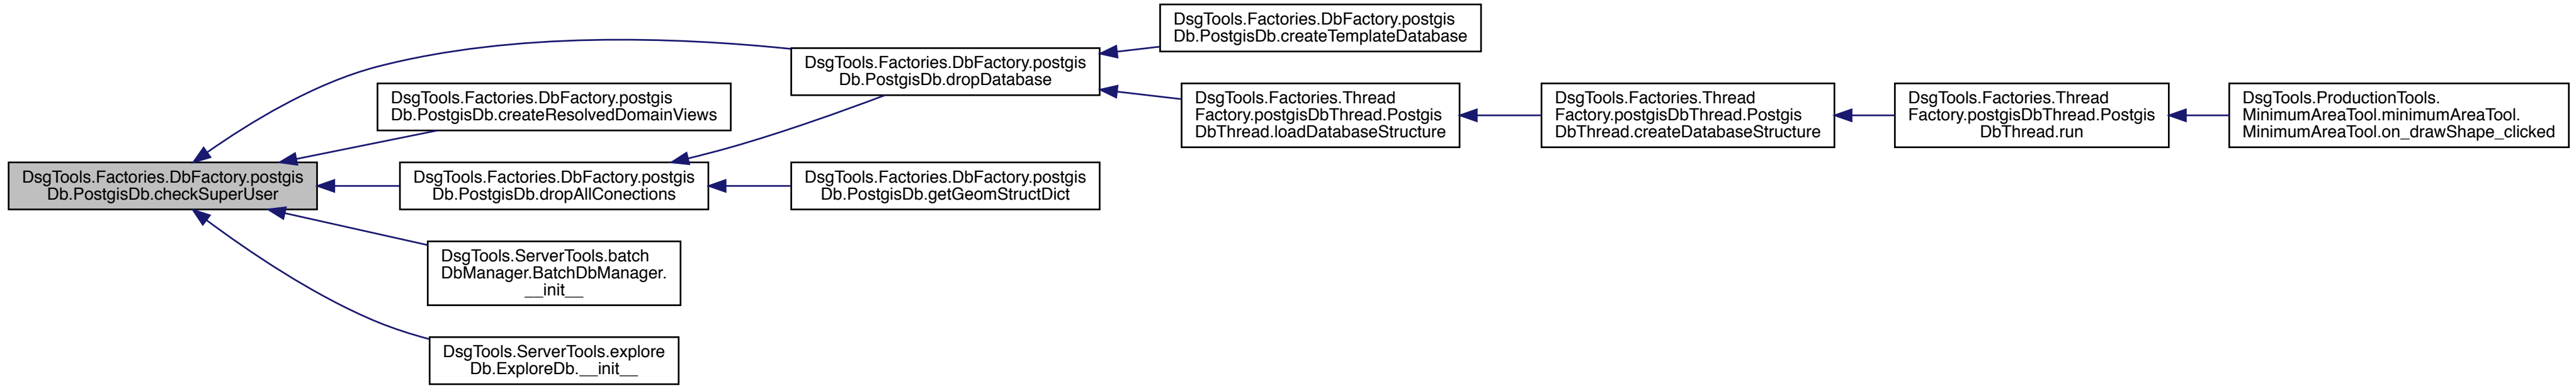 DsgTools.Factories.DbFactory.postgis
Db.PostgisDb.checkSuperUser
DsgTools.Factories.DbFactory.postgis
Db.PostgisDb.createResolvedDomainViews
DsgTools.Factories.DbFactory.postgis
Db.PostgisDb.dropAllConections
DsgTools.ServerTools.batch
DbManager.BatchDbManager.
__init__
DsgTools.ServerTools.explore
Db.ExploreDb.__init__
DsgTools.Factories.DbFactory.postgis
Db.PostgisDb.dropDatabase
DsgTools.Factories.DbFactory.postgis
Db.PostgisDb.getGeomStructDict
DsgTools.Factories.DbFactory.postgis
Db.PostgisDb.createTemplateDatabase
DsgTools.Factories.Thread
Factory.postgisDbThread.Postgis
DbThread.loadDatabaseStructure
DsgTools.Factories.Thread
Factory.postgisDbThread.Postgis
DbThread.createDatabaseStructure
DsgTools.Factories.Thread
Factory.postgisDbThread.Postgis
DbThread.run
DsgTools.ProductionTools.
MinimumAreaTool.minimumAreaTool.
MinimumAreaTool.on_drawShape_clicked